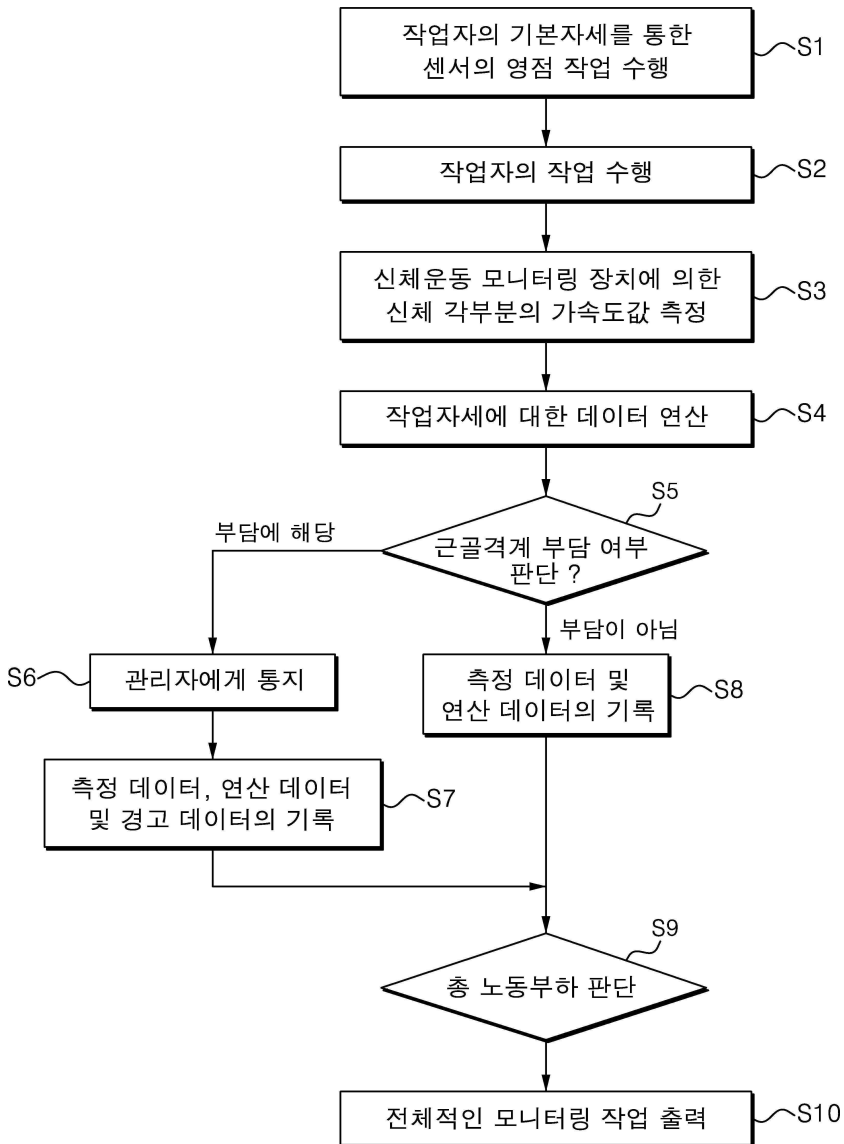 작업자의 기본자세를 통한
센서의 영점 작업 수행
S1
작업자의 작업 수행
S2
신체운동 모니터링 장치에 의한
신체 각부분의 가속도값 측정
S3
작업자세에 대한 데이터 연산
S4
S5
근골격계 부담 여부
판단 ?
부담에 해당
부담이 아님
S6
관리자에게 통지
측정 데이터 및
연산 데이터의 기록
S8
측정 데이터, 연산 데이터
및 경고 데이터의 기록
S7
S9
총 노동부하 판단
전체적인 모니터링 작업 출력
S10